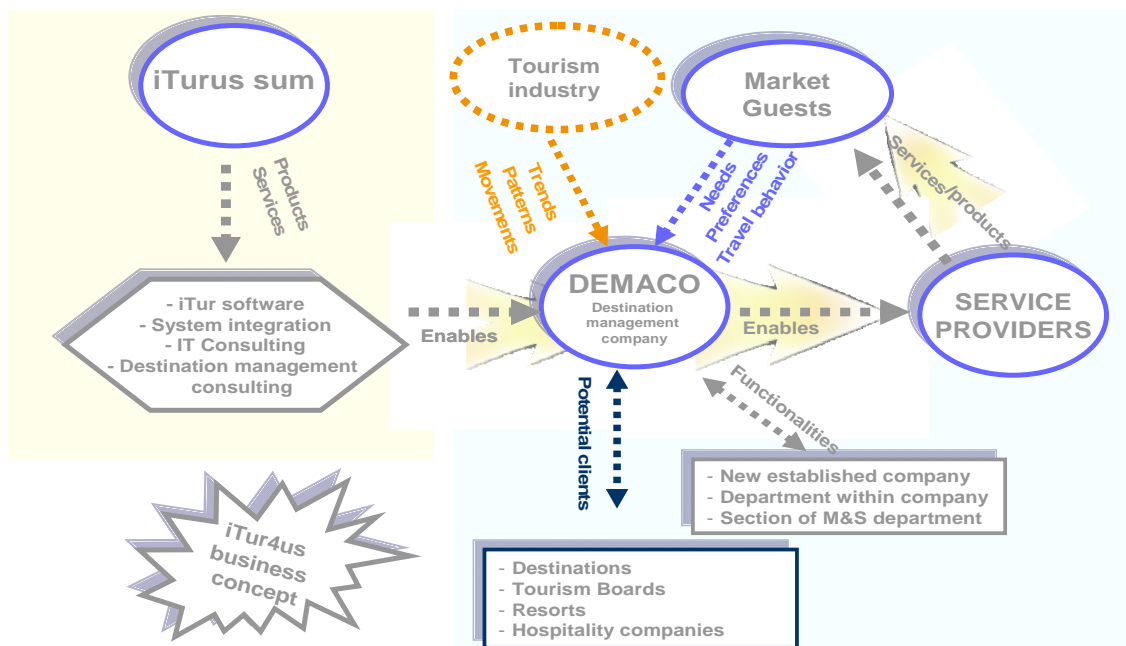 iTurus sum
Tourism
industry
Market
Guests
Products
Services
Trends
Patterns
Movements
Needs
Preferences
Travel behavior
Services/products
- iTur software
- System integration
- IT Consulting
- Destination management
consulting
Enables
DEMACO
Destination
management
company
Enables
SERVICE
PROVIDERS
Potential clients
Functionalities
- New established company
- Department within company
- Section of M&S department
iTur4us
business
concept
- Destinations
- Tourism Boards
- Resorts
- Hospitality companies